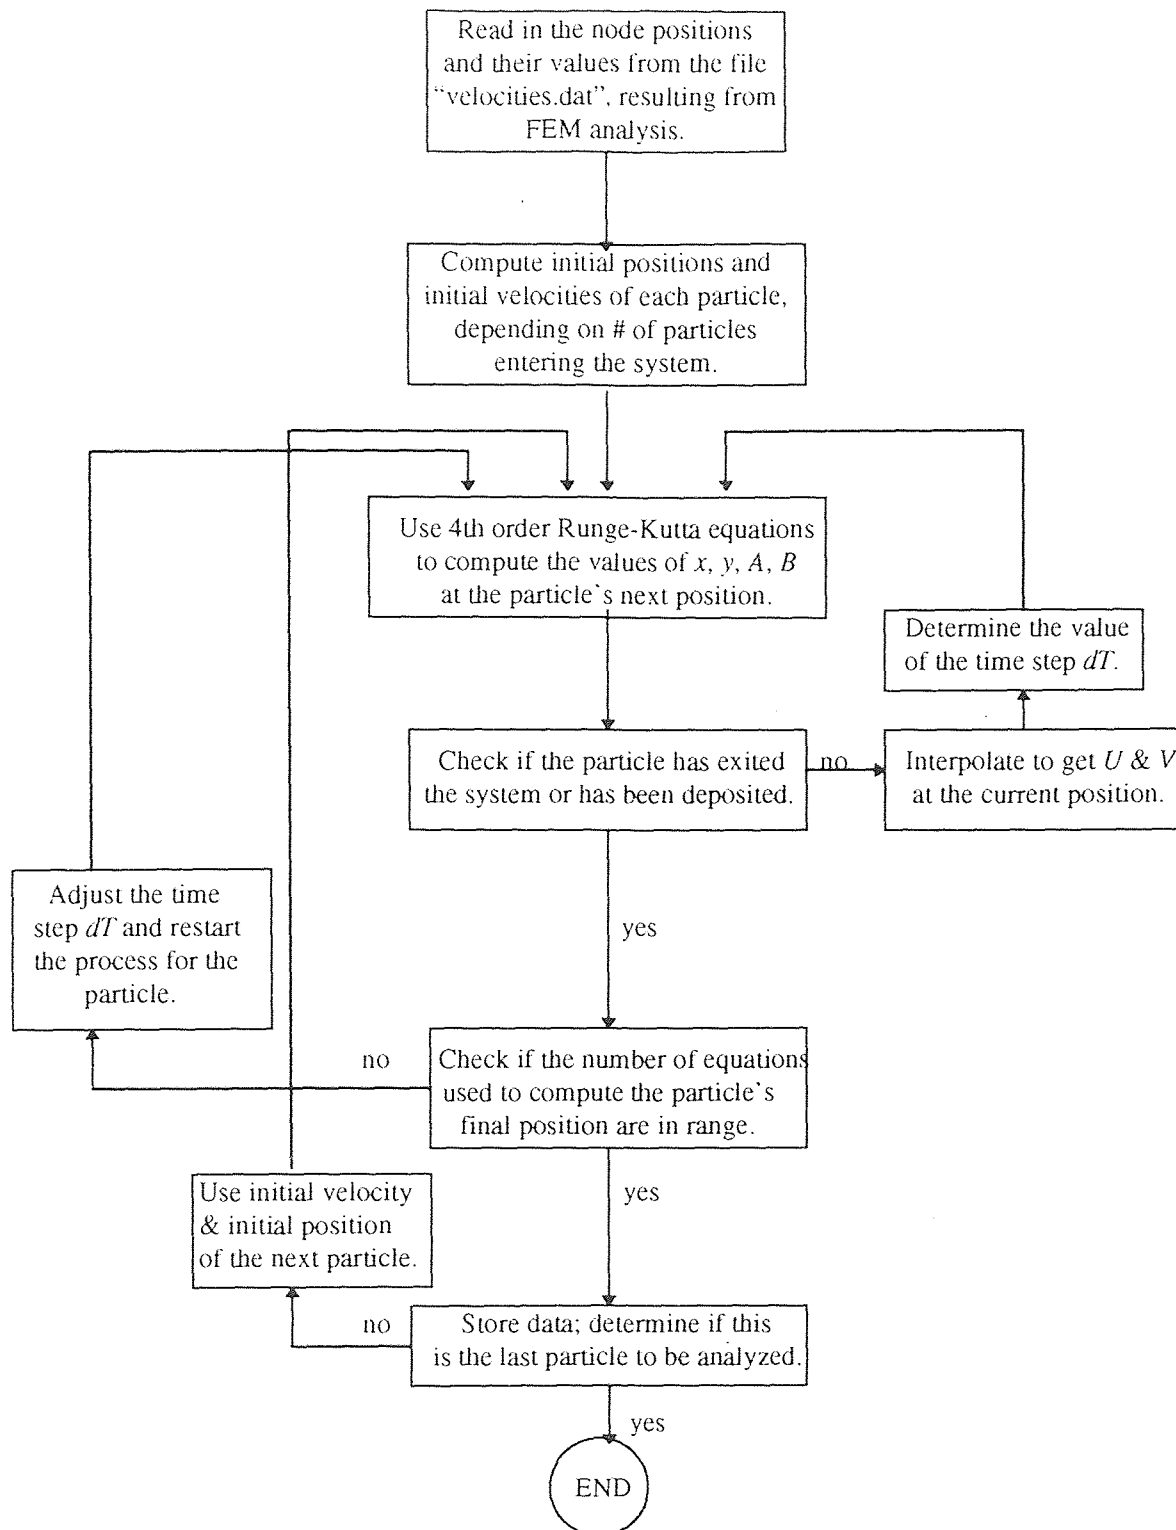 Read in the node positions
and their values from the file
“velocities.dat”, resulting from
FEM analysis.
Compute initial positions and
initial velocities of each particle,
depending on # of particles
entering the system.
Use 4th order Runge-Kutta equations
to compute the values of x, y, A, B
at the particle's next position.
Determine the value
of the time step dT.
Check if the particle has exited
the system or has been deposited.
no
Interpolate to get U & V
at the current position.
Adjust the time
step dT and restart
the process for the
particle.
yes
no
Check if the number of equations
used to compute the particle's
final position are in range.
Use initial velocity
& initial position
of the next particle.
yes
no
Store data; determine if this
is the last particle to be analyzed.
yes
END